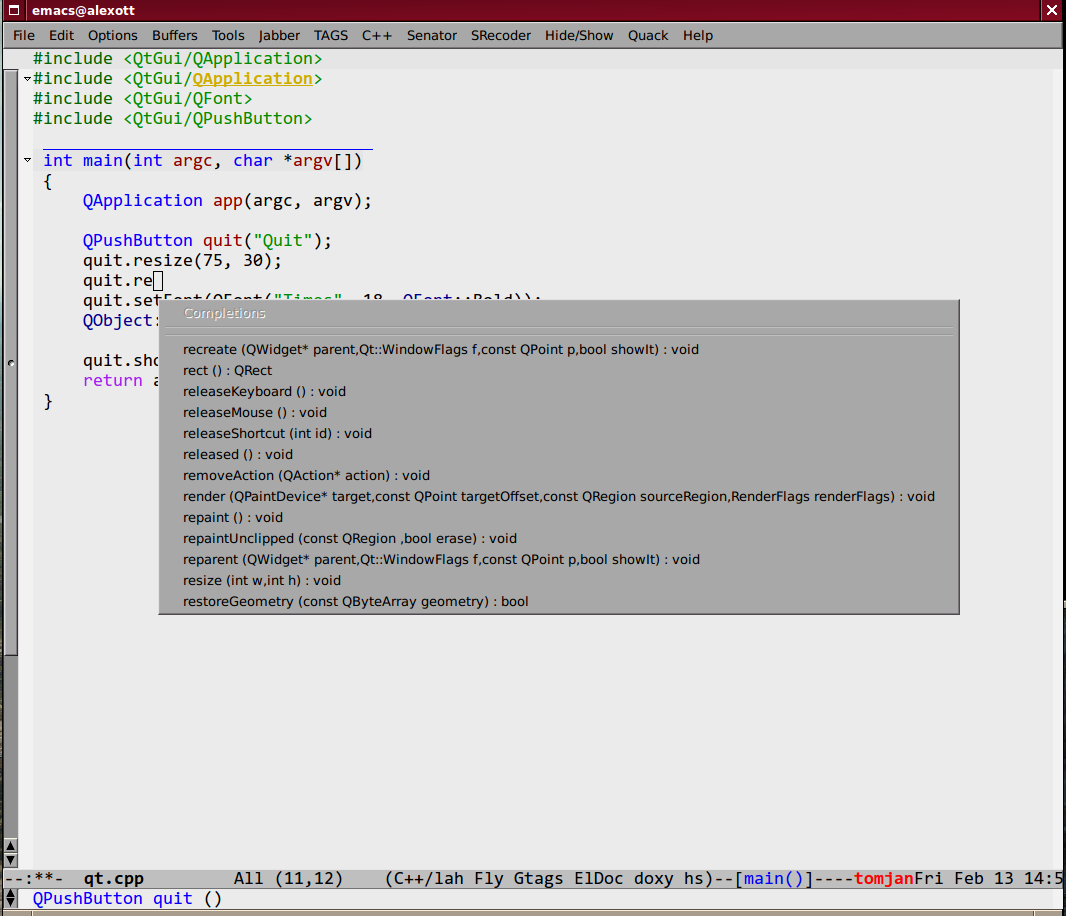 emacs@alexott
File Edit Options Buffers Tools Jabber TAGS C++ Senator SRecoder Hide/Show Quack Help
#include <QtGui/QApplication>
#include <QtGui/QApplication>
#include <QtGui/QFont>
#include <QtGui/QPushButton>
int main(int argc, char *argv[])
{
QApplication app(argc, argv);
QPushButton quit("Quit");
quit.resize(75, 30);
quit.re
quit.setFont(QFont("Times", 18, QFont::Bold));
QObject:
quit.sho
return a
}
Completions
recreate (QWidget* parent,Qt::WindowFlags f,const QPoint p,bool showIt) : void
rect () : QRect
releaseKeyboard () : void
releaseMouse () : void
releaseShortcut (int id) : void
released () : void
removeAction (QAction* action) : void
render (QPaintDevice* target,const QPoint targetOffset,const QRegion sourceRegion,RenderFlags renderFlags) : void
repaint () : void
repaintUnclipped (const QRegion ,bool erase) : void
reparent (QWidget* parent,Qt::WindowFlags f,const QPoint p,bool showIt) : void
resize (int w,int h) : void
restoreGeometry (const QByteArray geometry) : bool
--:**- qt.cpp All (11,12) (C++/lah Fly Gtags ElDoc doxy hs)--[main()]----tomjanFri Feb 13 14:5
QPushButton quit ()